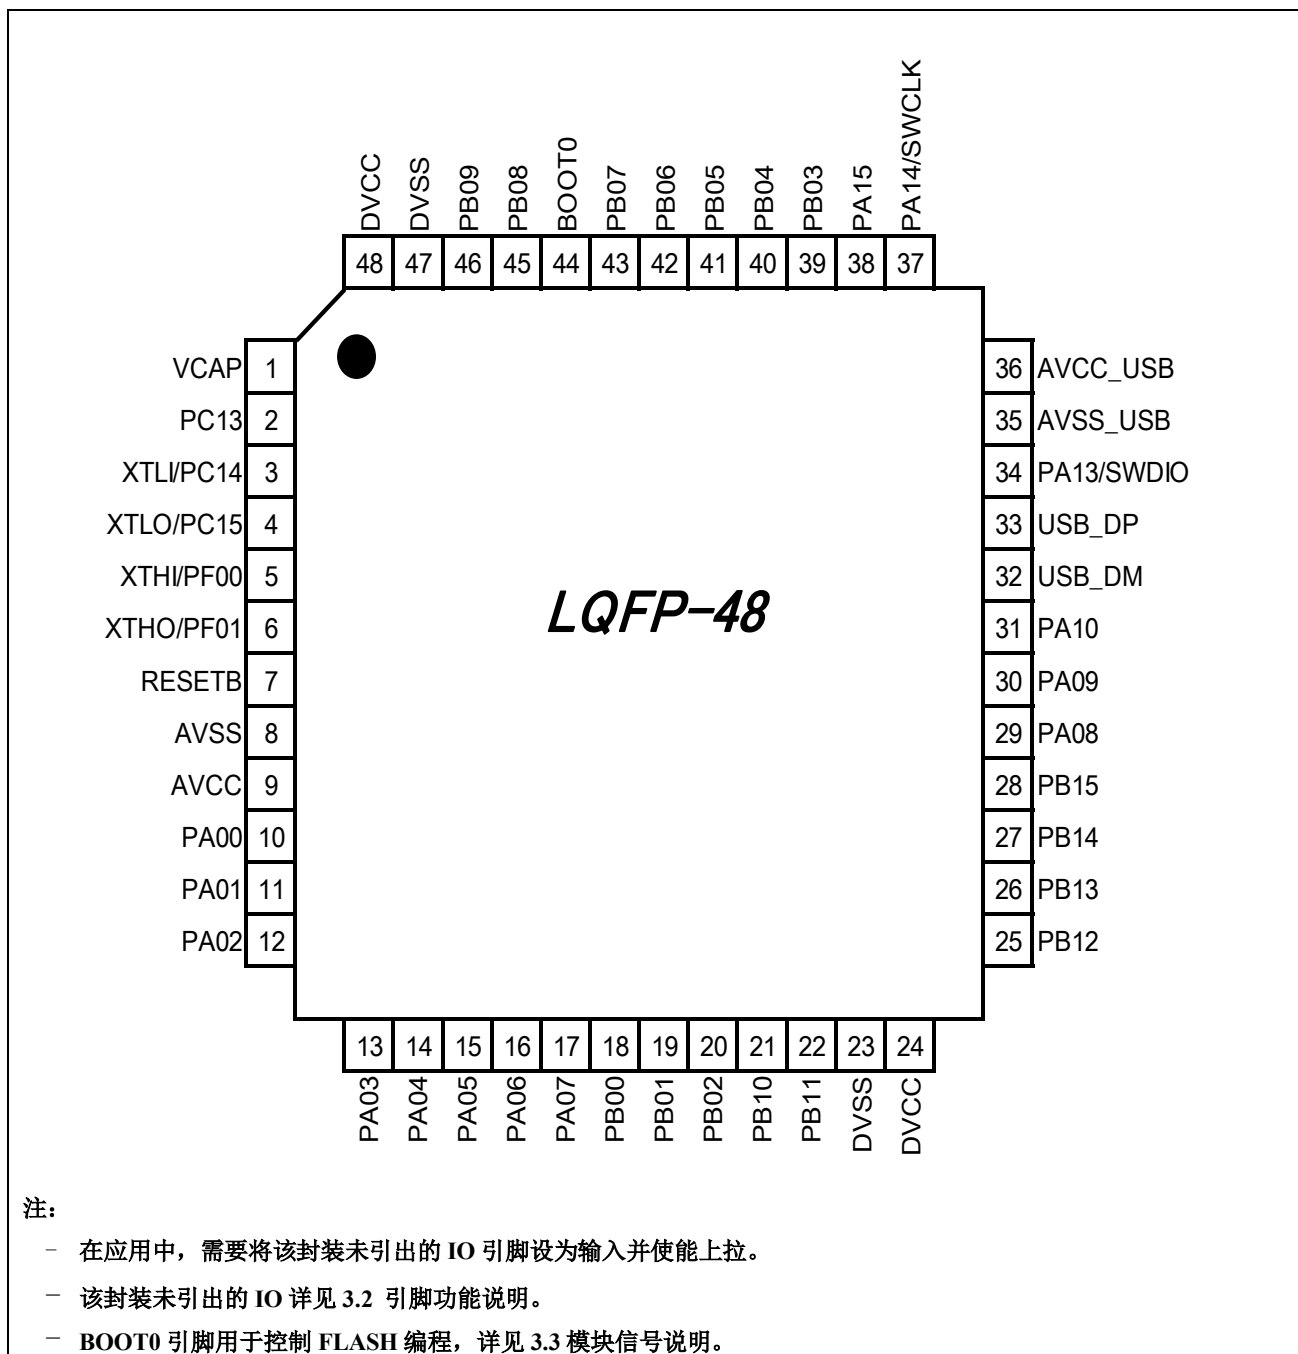 DVCC DVSS PB09 PB08 BOOT0 PB07 PB06 PB05 PB04 PB03 PA15 PA14/SWCLK
48 47 46 45 44 43 42 41 40 39 38 37
VCAP 1
PC13 2
XTLI/PC14 3
XTLO/PC15 4
XTHI/PF00 5
XTHO/PF01 6
RESETB 7
AVSS 8
AVCC 9
PA00 10
PA01 11
PA02 12
LQFP-48
36 AVCC_USB
35 AVSS_USB
34 PA13/SWDIO
33 USB_DP
32 USB_DM
31 PA10
30 PA09
29 PA08
28 PB15
27 PB14
26 PB13
25 PB12
13 14 15 16 17 18 19 20 21 22 23 24
PA03 PA04 PA05 PA06 PA07 PB00 PB01 PB02 PB10 PB11 DVSS DVCC
注：
– 在应用中，需要将该封装未引出的 IO 引脚设为输入并使能上拉。
– 该封装未引出的 IO 详见 3.2 引脚功能说明。
– BOOT0 引脚用于控制 FLASH 编程，详见 3.3 模块信号说明。